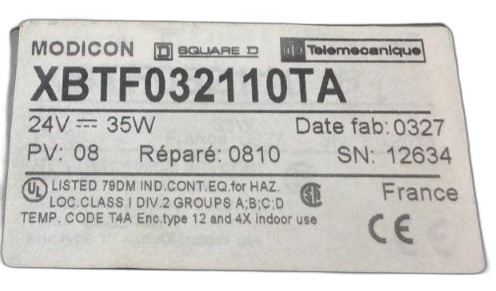 MODICON SQUARE D Telemecanique
XBTF032110TA
24V ⎓ 35W Date fab: 0327
PV: 08 Réparé: 0810 SN: 12634
UL LISTED 79DM IND.CONT.EQ.for HAZ.
LOC.CLASS I DIV.2 GROUPS A;B;C;D
France
TEMP. CODE T4A Enc.type 12 and 4X indoor use
CE